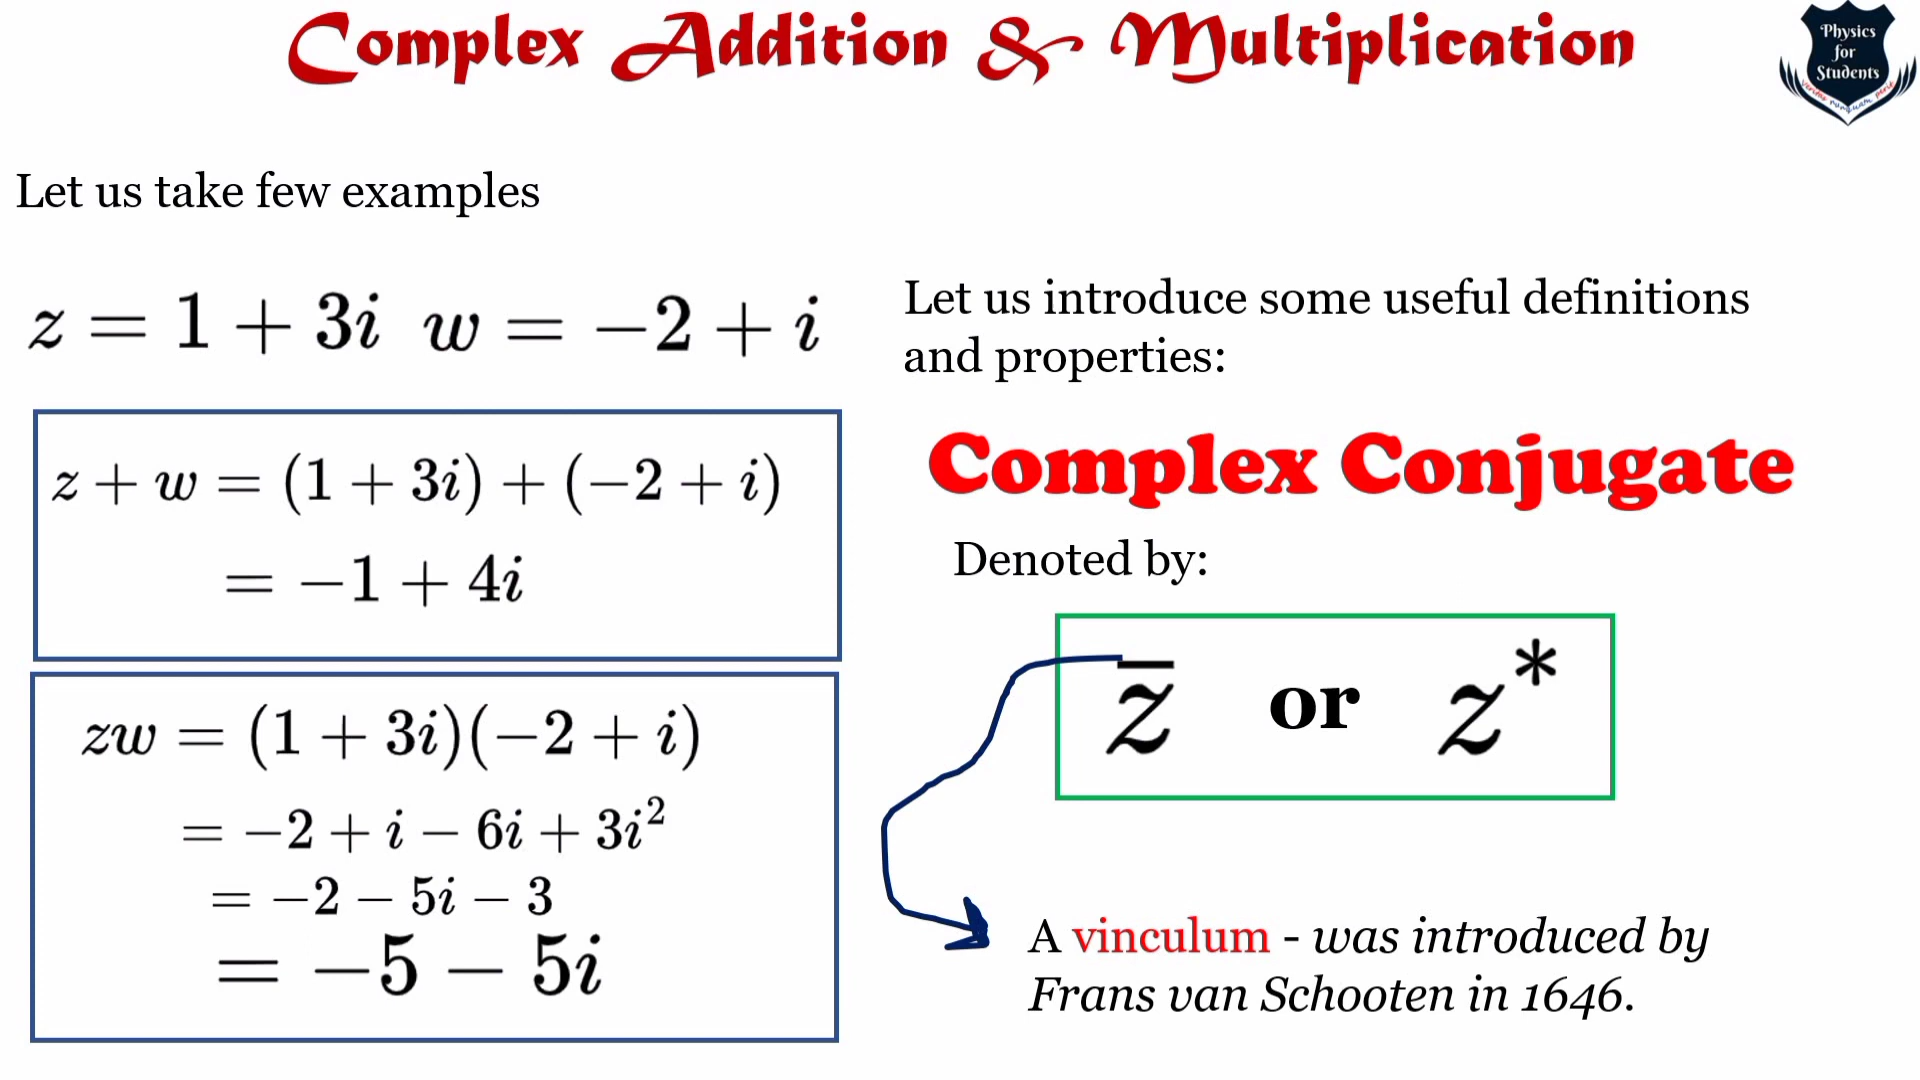 Complex Addition & Multiplication
Physics
for
Students
Let us take few examples
z = 1 + 3i w = −2 + i
z + w = (1 + 3i) + (−2 + i)
= −1 + 4i
zw = (1 + 3i)(−2 + i)
= −2 + i − 6i + 3i²
= −2 − 5i − 3
= −5 − 5i
Let us introduce some useful definitions
and properties:
Complex Conjugate
Denoted by:
z̅ or z*
A vinculum - was introduced by
Frans van Schooten in 1646.